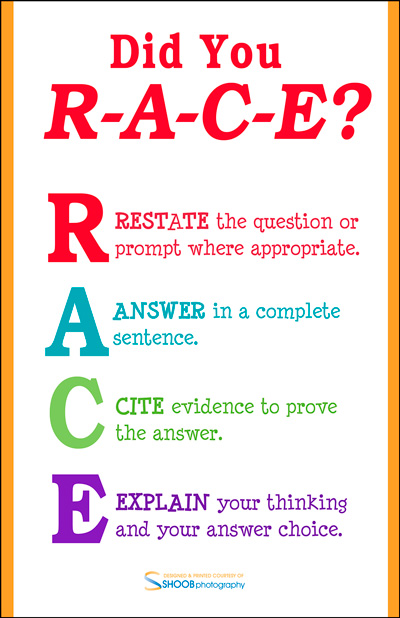 Did You
R-A-C-E?
R
RESTATE the question or
prompt where appropriate.
A
ANSWER in a complete
sentence.
C
CITE evidence to prove
the answer.
E
EXPLAIN your thinking
and your answer choice.
DESIGNED & PRINTED COURTESY OF
SHOOB photography